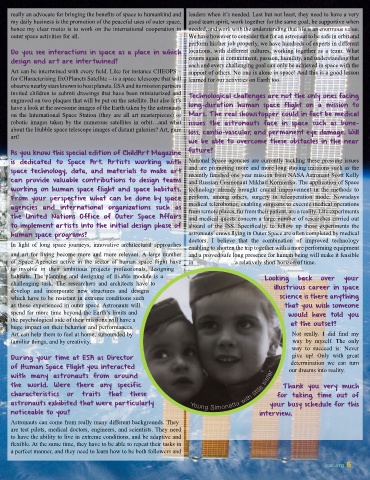 really an advocate for bringing the benefits of space to humankind and
my daily business is the promotion of the peaceful uses of outer space,
hence my clear motto is to work on the international cooperation in
outer space activities for all.
Do you see interactions in space as a place in which
design and art are intertwined?
Art can be intertwined with every field. Like for instance CHEOPS
for CHaracterising ExOPlanets Satellite – is a space telescope that will
observe nearby stars known to host planets. ESA and its mission partners
invited children to submit drawings that have been miniaturised and
engraved on two plaques that will be put on the satellite. But also let's
have a look at the awesome images of the Earth taken by the astronauts
on the International Space Station (they are all art masterpieces) or
robotic images taken by the numerous satellites in orbit…and what
about the Hubble space telescope images of distant galaxies? Art, pure
art!
As you know this special edition of ChildArt Magazine
is dedicated to Space Art. Artists working with
space technology, data, and materials to make art
can provide valuable contributions to design teams
working on human space flight and space habitats.
From your perspective what can be done by space
agencies and international organizations such as
the United Nations Office of Outer Space Affairs
to implement artists into the initial design phase of
human space programs?
In light of long space journeys, innovative architectural approaches
and art for living become more and more relevant. A large number
of Space Agencies active in the sector of human space flight have
to involve in their ambitious projects professionals, designing
habitats. The planning and designing of livable module is a
challenging task. The researchers and architects have to
develop and incorporate new structures and designs
which have to be resistant in extreme conditions such
as those experienced in outer space. Astronauts will
spend far more time beyond the Earth's limits and
the psychological side of their missions will have a
huge impact on their behavior and performances.
Art can help them to feel at home, surrounded by
familiar things, and by creativity.
During your time at ESA as Director
of Human Space Flight you interacted
with many astronauts from around
the world. Were there any specific
characteristics or traits that these
astronauts exhibited that were particularly
noticeable to you?
Astronauts can come from really many different backgrounds. They
are test pilots, medical doctors, engineers, and scientists. They need
to have the ability to live in extreme conditions, and be adaptive and
flexible. At the same time, they have to be able to repeat their tasks in
a perfect manner, and they need to learn how to be both followers and
leaders when it's needed. Last but not least, they need to have a very
good team spirit, work together for the same goal, be supportive when
needed, and work with the understanding that life is an enormous value.
We have however to consider that for an astronaut to be safe in orbit and
perform his/her job properly, we have hundreds of experts in different
locations, with different cultures, working together as a team. What
counts again is commitment, passion, humility, and understanding that
each and every challenging goal can only be achieved in space with the
support of others. No one is alone in space! And this is a good lesson
learned for our activities on Earth too.
Technological challenges are not the only ones facing
long-duration human space flight on a mission to
Mars. The real showstopper could in fact be medical
issues the astronauts face in space such as bone-
loss, cardio-vascular, and permanent eye damage. Will
we be able to overcome these obstacles in the near
future?
National Space agencies are currently tackling these pressing issues
and are promoting more and more long staying missions such as the
recently finished one-year mission from NASA Astronaut Scott Kelly
and Russian Cosmonaut Mikhail Kornienko. The application of Space
technology already brought crucial improvement in the methods to
perform, among others, surgery in teleoperation mode. Nowadays
medical telerobotics, enabling surgeons to execute medical operations
from remote places, far from their patient, are a reality. Life experiments
and medical quests concern a large number of researches carried out
aboard of the ISS. Specifically, to follow up those experiments the
astronauts' crews flying in Outer Space are often comprised by medical
doctors. I believe that the combination of improved technology
enabling to shorten the trip together with a more performing equipment
and a provisionally long presence for human being will make it feasible
in a relatively short horizon of time.
Looking back over your
illustrious career in space
science is there anything
that you wish someone
would have told you
at the outset?
Not really. I did find my
way by myself. The only
way to succeed is: Never
give up! Only with great
determination we can turn
our dreams into reality.
Thank you very much
for taking time out of
your busy schedule for this
interview.
Young Simonetta with little sister
icaf.org 6